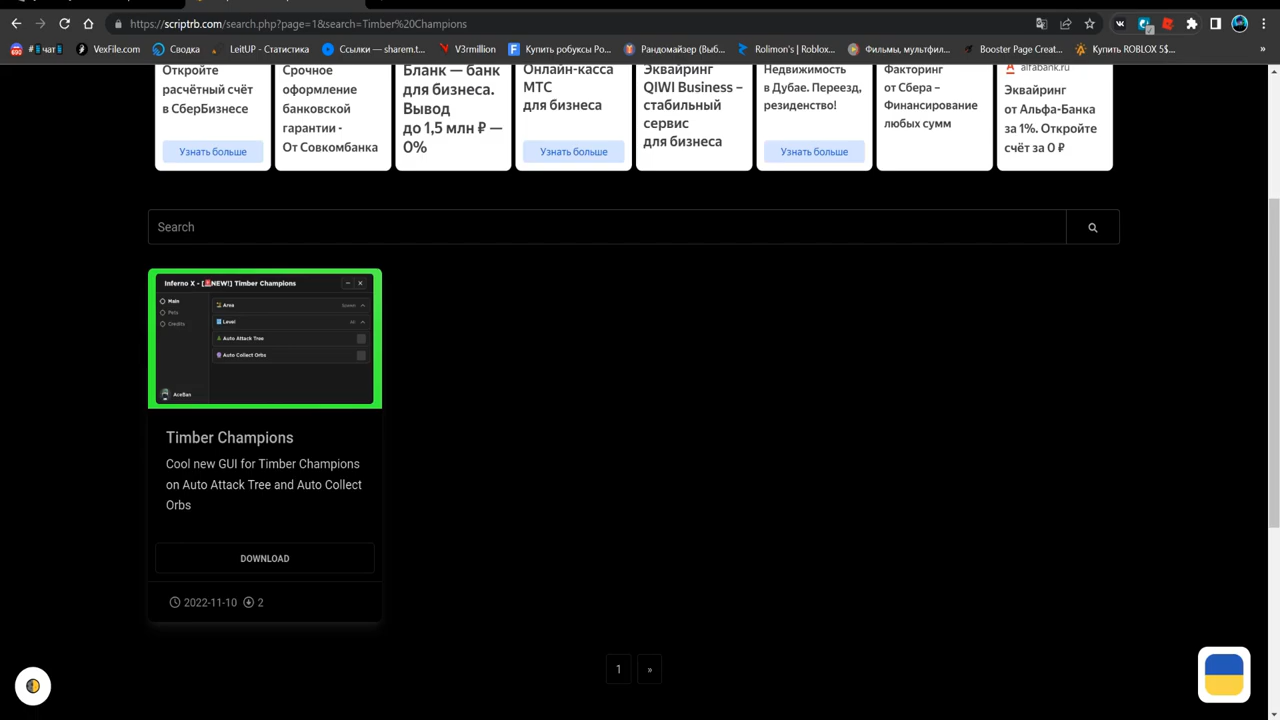 https://scriptrb.com/search.php?page=1&search=Timber%20Champions
VexFile.com
Сводка
LeitUP - Статистика
Ссылки — sharem.t...
V3rmillion
Купить робуксы Ро...
Рандомайзер (Выб...
Rolimon's | Roblox...
Фильмы, мультфил...
Booster Page Creat...
Купить ROBLOX 5$...
»
Откройте
расчётный счёт
в СберБизнесе
Узнать больше
Срочное
оформление
банковской
гарантии -
От Совкомбанка
Бланк — банк
для бизнеса.
Вывод
до 1,5 млн ₽ —
0%
Онлайн-касса
МТС
для бизнеса
Узнать больше
Эквайринг
QIWI Business –
стабильный
сервис
для бизнеса
Недвижимость
в Дубае. Переезд,
резиденство!
Узнать больше
Факторинг
от Сбера –
Финансирование
любых сумм
alfabank.ru
Эквайринг
от Альфа-Банка
за 1%. Откройте
счёт за 0 ₽
Search
Inferno X - [🚨NEW!] Timber Champions
Main
Pets
Credits
Area
Level
All
Auto Attack Tree
Auto Collect Orbs
AceBan
Timber Champions
Cool new GUI for Timber Champions
on Auto Attack Tree and Auto Collect
Orbs
DOWNLOAD
2022-11-10 2
1 »